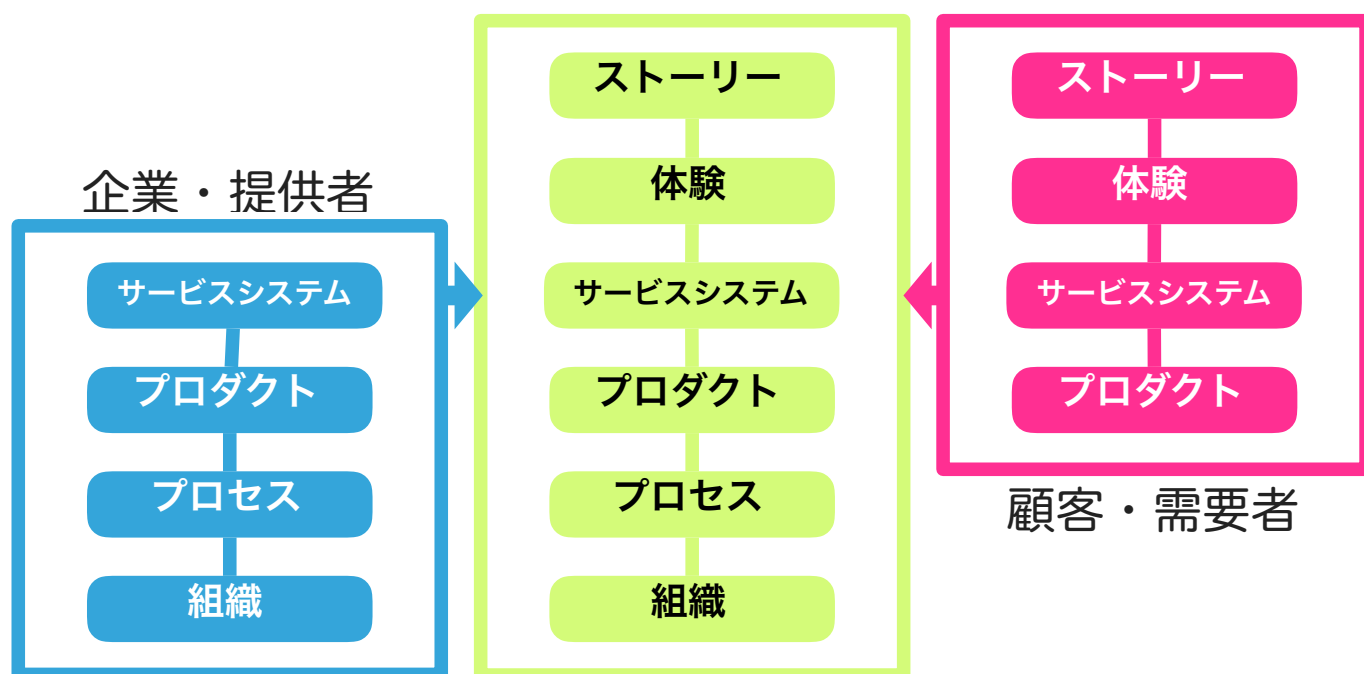 企業・提供者
サービスシステム
プロダクト
プロセス
組織
ストーリー
体験
サービスシステム
プロダクト
プロセス
組織
ストーリー
体験
サービスシステム
プロダクト
顧客・需要者